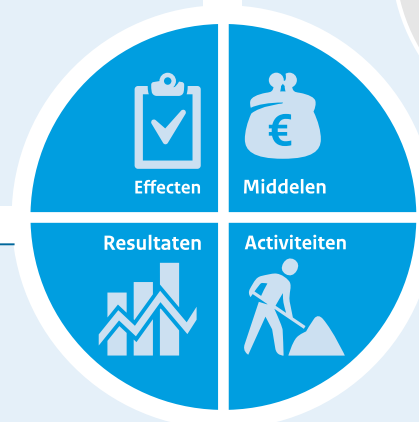 €
Effecten
Middelen
Resultaten
Activiteiten